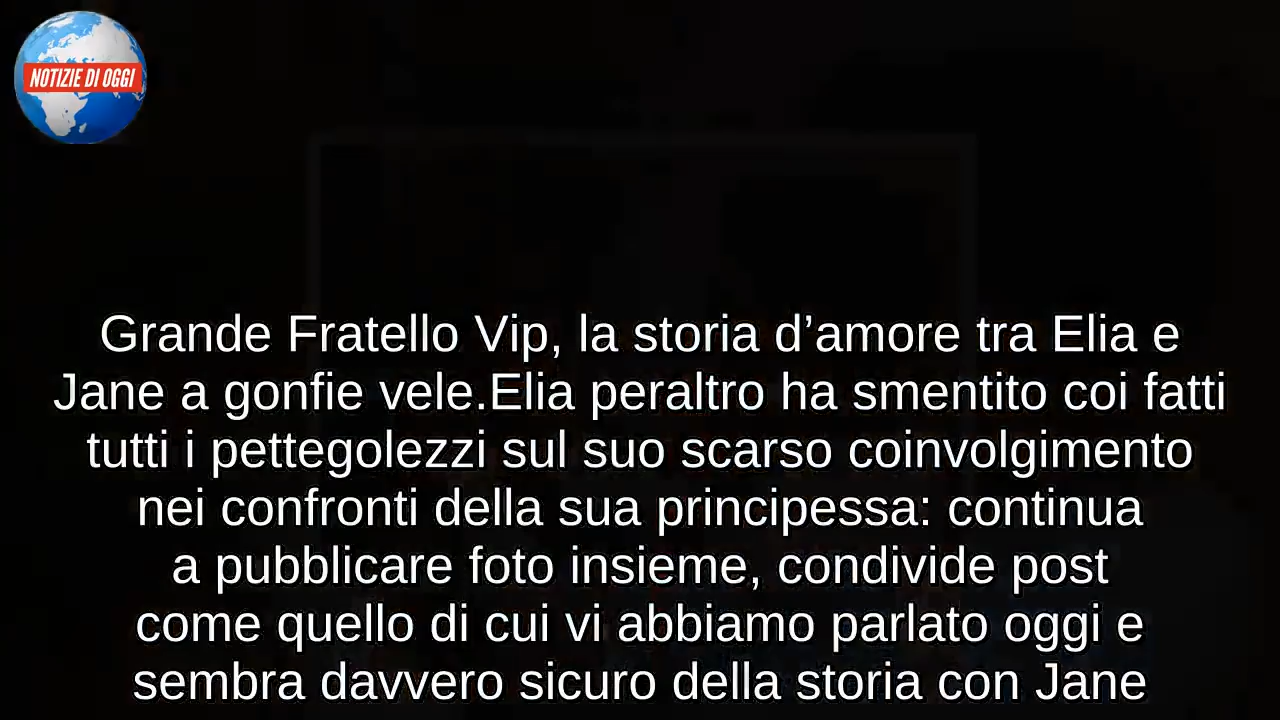 NOTIZIE DI OGGI
Grande Fratello Vip, la storia d’amore tra Elia e
Jane a gonfie vele.Elia peraltro ha smentito coi fatti
tutti i pettegolezzi sul suo scarso coinvolgimento
nei confronti della sua principessa: continua
a pubblicare foto insieme, condivide post
come quello di cui vi abbiamo parlato oggi e
sembra davvero sicuro della storia con Jane